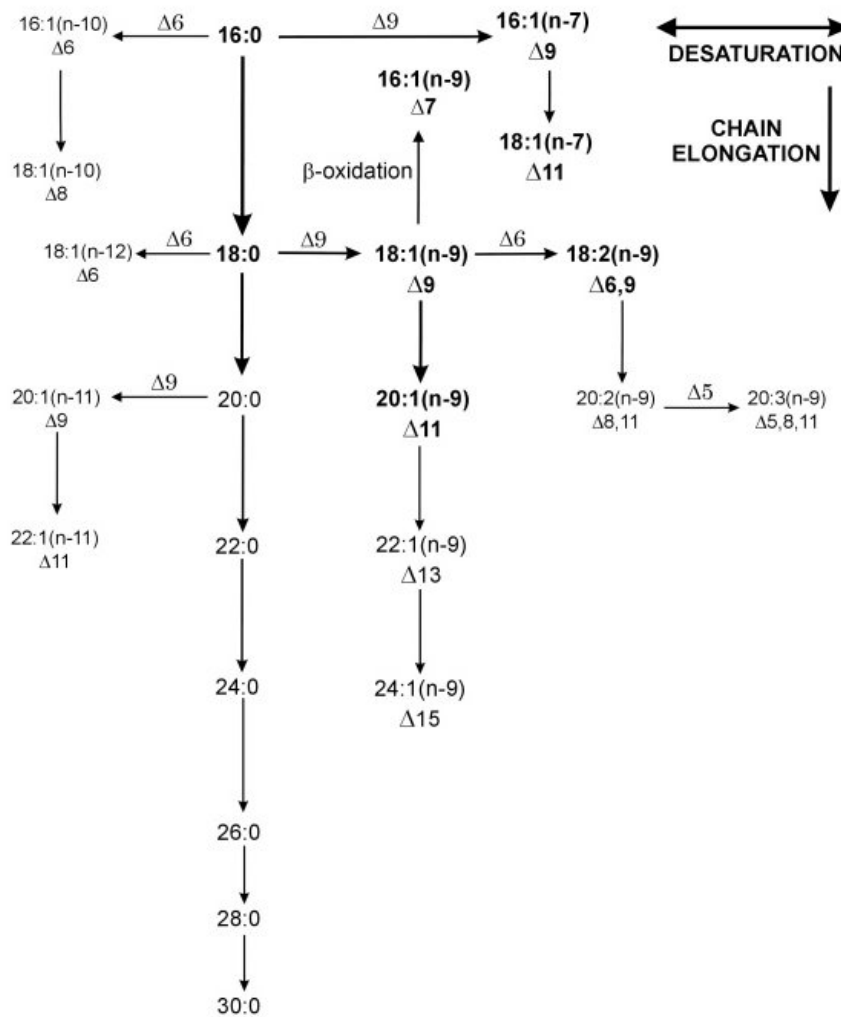 16:1(n-10) Δ6 16:0 Δ9 16:1(n-7)
Δ6 Δ9
DESATURATION
16:1(n-9)
Δ7
CHAIN
ELONGATION
18:1(n-7)
Δ11
18:1(n-10)
Δ8
β-oxidation
18:1(n-12) Δ6 18:0 Δ9 18:1(n-9) Δ6 18:2(n-9)
Δ6 Δ9 Δ6,9
20:1(n-11) Δ9 20:0 20:1(n-9) 20:2(n-9) Δ5 20:3(n-9)
Δ9 Δ11 Δ8,11 Δ5,8,11
22:1(n-11) 22:0 22:1(n-9)
Δ11 Δ13
24:0 24:1(n-9)
Δ15
26:0
28:0
30:0